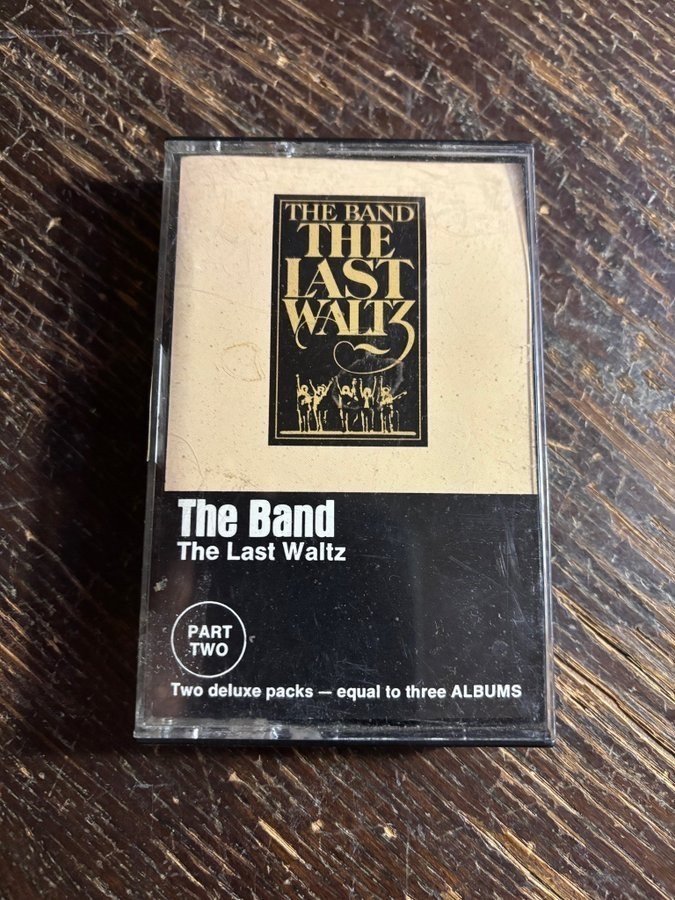 THE BAND
THE
LAST
WALTZ
The Band
The Last Waltz
PART
TWO
Two deluxe packs — equal to three ALBUMS